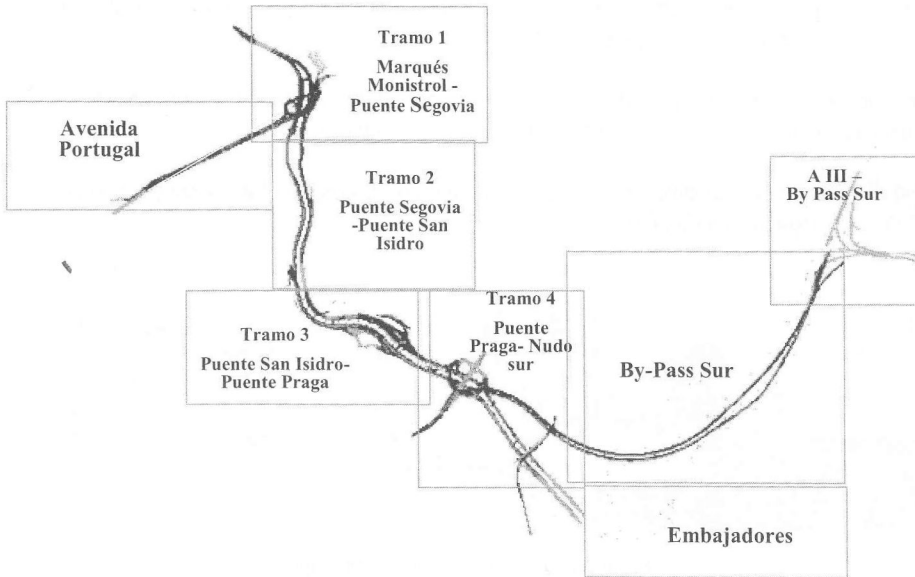 Tramo 1
Marqués
Monistrol -
Puente Segovia
Avenida
Portugal
Tramo 2
Puente Segovia
-Puente San
Isidro
A III –
By Pass Sur
Tramo 3
Puente San Isidro-
Puente Praga
Tramo 4
Puente
Praga- Nudo
sur
By-Pass Sur
Embajadores